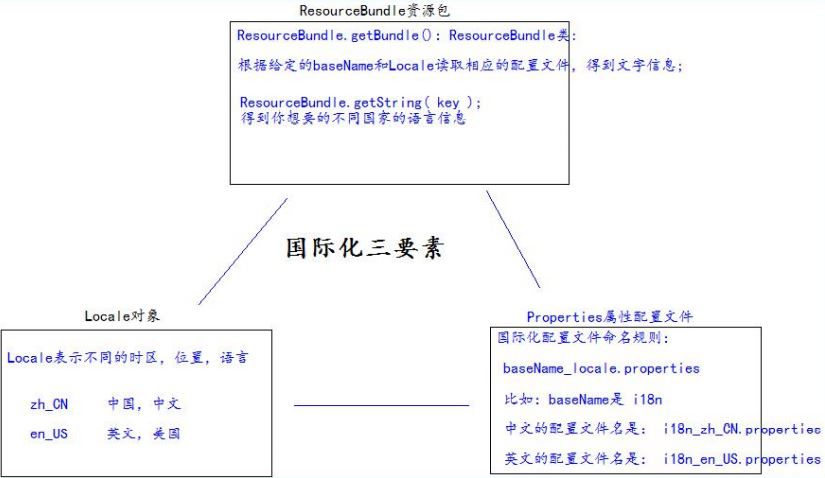 ResourceBundle资源包
ResourceBundle.getBundle(): ResourceBundle类:
根据给定的baseName和Locale读取相应的配置文件, 得到文字信息;
ResourceBundle.getString( key );
得到你想要的不同国家的语言信息
国际化三要素
Locale对象
Locale表示不同的时区, 位置, 语言
zh_CN 中国, 中文
en_US 英文, 美国
Properties属性配置文件
国际化配置文件命名规则:
baseName_locale.properties
比如: baseName是 i18n
中文的配置文件名是: i18n_zh_CN.properties
英文的配置文件名是: i18n_en_US.properties